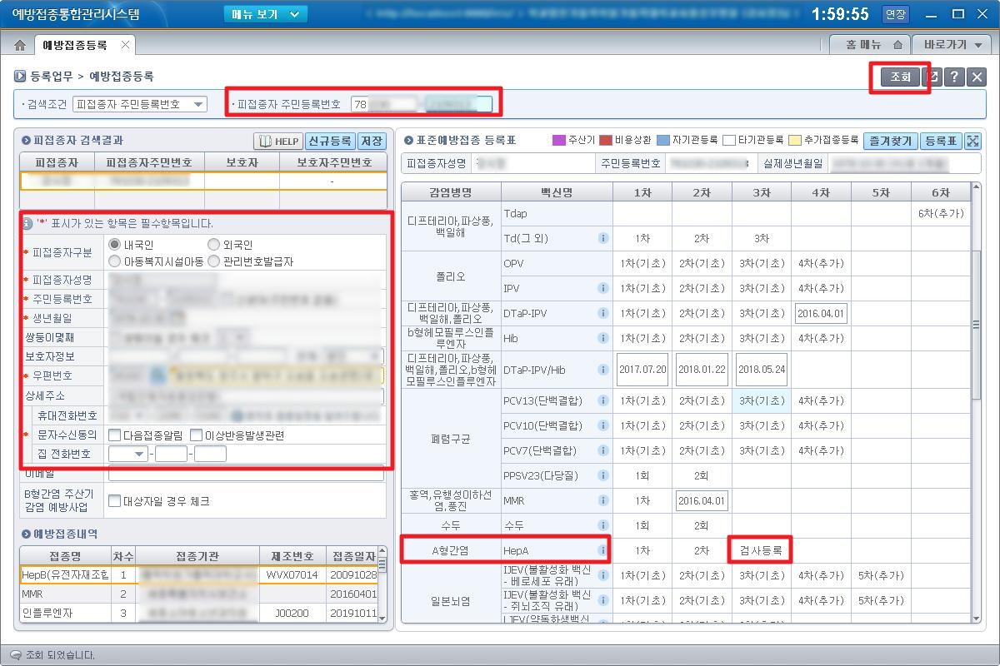 예방접종통합관리시스템 메뉴 보기 1:59:55 연장
예방접종등록 홈 메뉴 바로가기
등록업무 > 예방접종등록 조회 ?
·검색조건 피접종자 주민등록번호 ·피접종자 주민등록번호 78 -
피접종자 검색결과 HELP 신규등록 저장
피접종자 피접종자주민번호 보호자 보호자주민번호
-
'*' 표시가 있는 항목은 필수항목입니다.
* 피접종자구분 내국인 외국인
아동복지시설아동 관리번호발급자
* 피접종자성명
* 주민등록번호
* 생년월일
쌍둥이몇째
보호자정보
* 우편번호
상세주소
휴대전화번호
* 문자수신동의 다음접종알림 이상반응발생관련
집 전화번호 - -
이메일
B형간염 주산기
감염 예방사업 대상자일 경우 체크
예방접종내역
접종명 차수 접종기관 제조번호 접종일자
HepB(유전자재조합 1 WVX07014 20091028
MMR 2 20160401
인플루엔자 3 J00200 20191011
표준예방접종 등록표 주산기 비용상환 자기관등록 타기관등록 추가접종등록 즐겨찾기 등록표
피접종자성명 주민등록번호 실제생년월일
감염병명 백신명 1차 2차 3차 4차 5차 6차
디프테리아,파상풍,
백일해
Tdap 6차(추가)
Td(그 외) 1차 2차 3차
폴리오
OPV 1차(기초) 2차(기초) 3차(기초) 4차(추가)
IPV 1차(기초) 2차(기초) 3차(기초) 4차(추가)
디프테리아,파상풍,
백일해,폴리오
DTaP-IPV 1차(기초) 2차(기초) 3차(기초) 2016.04.01
b형헤모필루스인플
루엔자
Hib 1차(기초) 2차(기초) 3차(기초) 4차(추가)
디프테리아,파상풍,
백일해,폴리오,b형헤
모필루스인플루엔자
DTaP-IPV/Hib 2017.07.20 2018.01.22 2018.05.24
폐렴구균
PCV13(단백결합) 1차(기초) 2차(기초) 3차(기초) 4차(추가)
PCV10(단백결합) 1차(기초) 2차(기초) 3차(기초) 4차(추가)
PCV7(단백결합) 1차(기초) 2차(기초) 3차(기초) 4차(추가)
PPSV23(다당질) 1회 2회
홍역,유행성이하선
염,풍진
MMR 1차 2016.04.01
수두 수두 1회 2회
A형간염 HepA 1차 2차 검사등록
일본뇌염
IJEV(불활성화 백신
- 베로세포 유래) 1차(기초) 2차(기초) 3차(기초) 4차(추가) 5차(추가)
IJEV(불활성화 백신
- 쥐뇌조직 유래) 1차(기초) 2차(기초) 3차(기초) 4차(추가) 5차(추가)
LJEV(약독화생백신
조회 되었습니다.